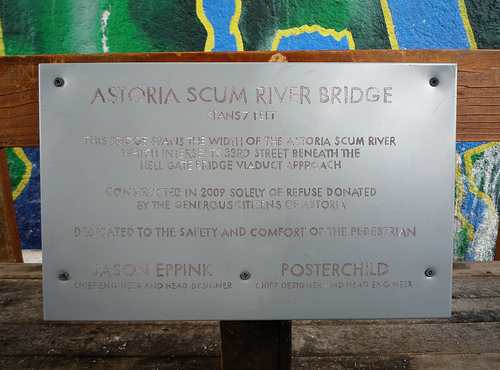 ASTORIA SCUM RIVER BRIDGE
SPANS 7 FEET
THIS BRIDGE SPANS THE WIDTH OF THE ASTORIA SCUM RIVER
WHICH INTERSECTS 33RD STREET BENEATH THE
HELL GATE BRIDGE VIADUCT APPROACH
CONSTRUCTED IN 2009 SOLELY OF REFUSE DONATED
BY THE GENEROUS CITIZENS OF ASTORIA
DEDICATED TO THE SAFETY AND COMFORT OF THE PEDESTRIAN
JASON EPPINK
CHIEF ENGINEER AND HEAD DESIGNER
POSTERCHILD
CHIEF DESIGNER AND HEAD ENGINEER